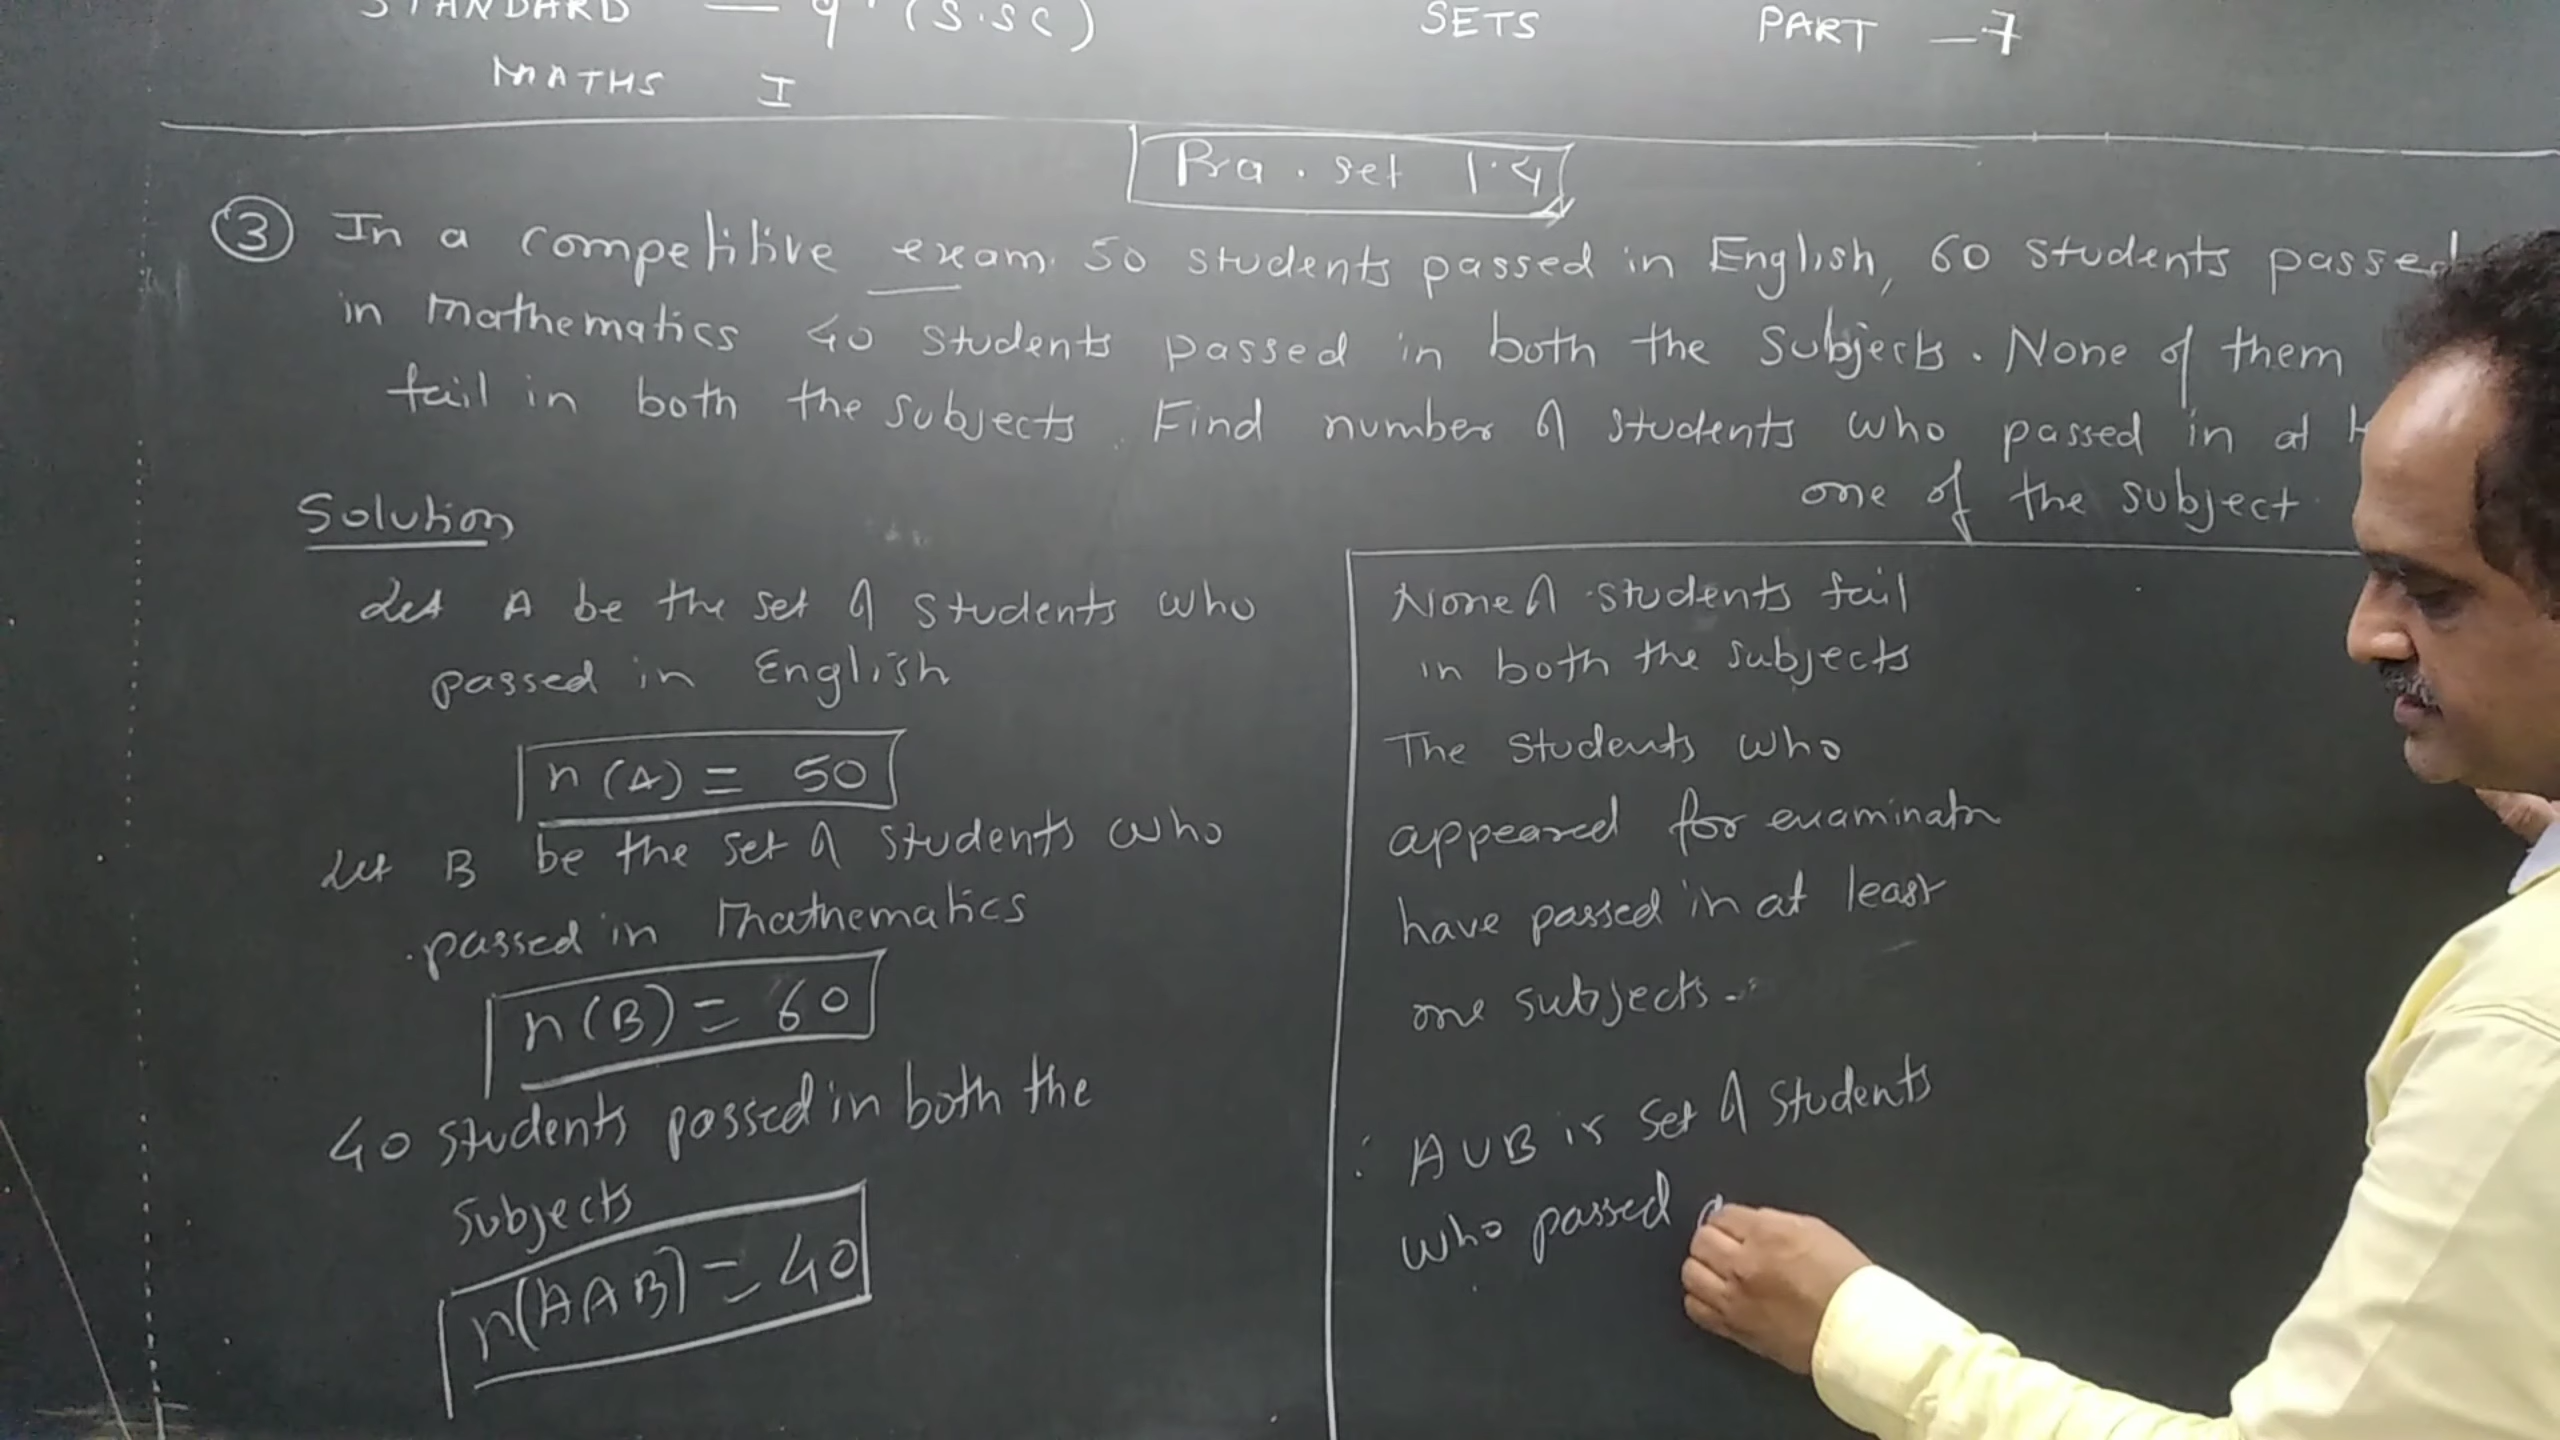 STANDARD — 9 (S.SC)
SETS
PART – 7
MATHS I
Pra. set 1.4
③ In a competitive exam. 50 students passed in English, 60 students passed
in mathematics 40 students passed in both the subjects. None of them
fail in both the subjects. Find number of students who passed in at
one of the subject
Solution
Let A be the set of students who
passed in English
n(A) = 50
Let B be the set of students who
passed in Mathematics
n(B) = 60
40 students passed in both the
subjects
n(A∩B) = 40
None of students fail
in both the subjects
The students who
appeared for examination
have passed in at least
one subjects.
∴ A∪B is set of students
who passed